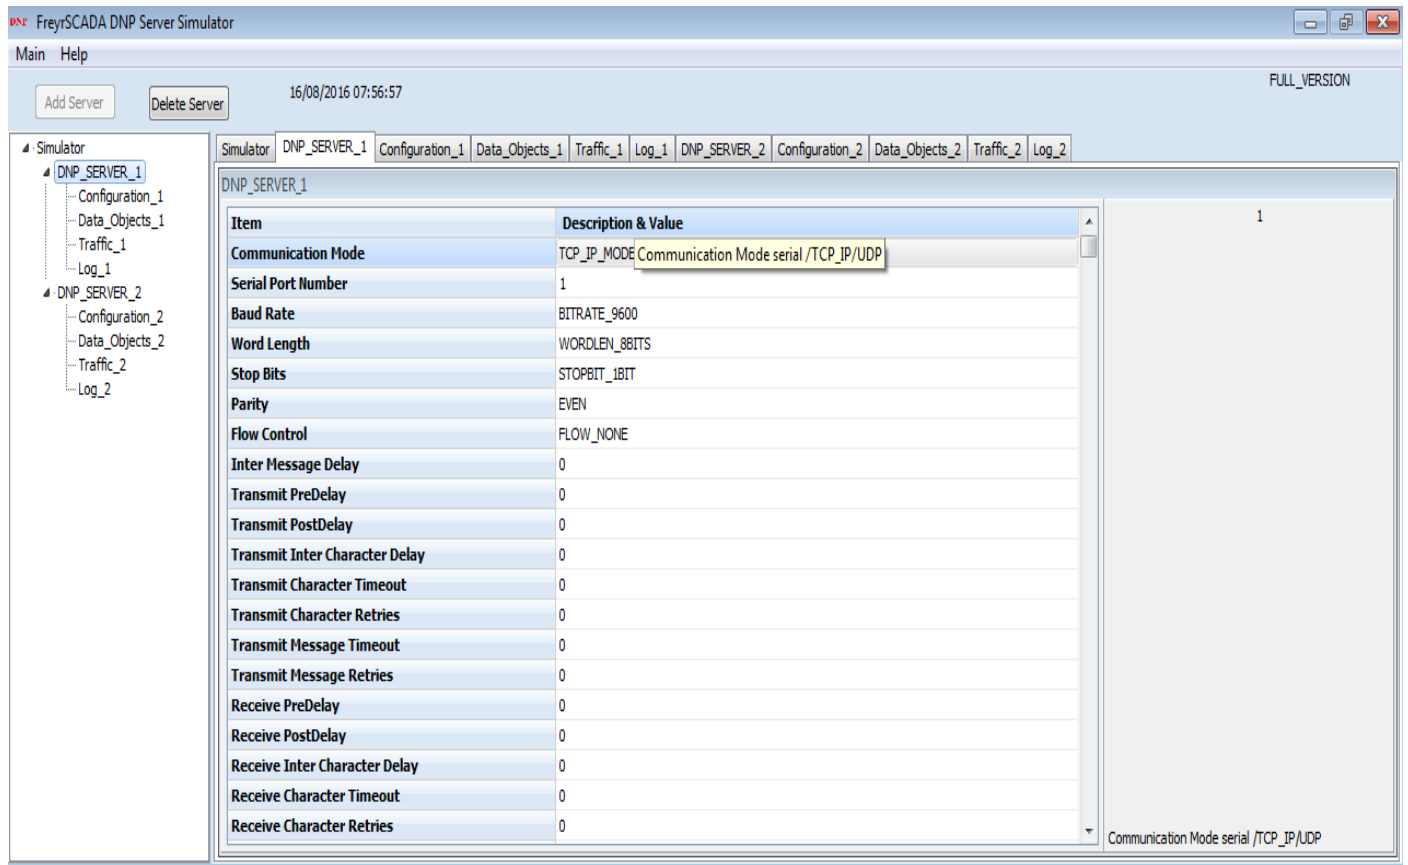 DNP FreyrSCADA DNP Server Simulator
Main Help
Add Server Delete Server 16/08/2016 07:56:57 FULL_VERSION
Simulator
DNP_SERVER_1
Configuration_1
Data_Objects_1
Traffic_1
Log_1
DNP_SERVER_2
Configuration_2
Data_Objects_2
Traffic_2
Log_2
Simulator DNP_SERVER_1 Configuration_1 Data_Objects_1 Traffic_1 Log_1 DNP_SERVER_2 Configuration_2 Data_Objects_2 Traffic_2 Log_2
DNP_SERVER_1
Item Description & Value
Communication Mode TCP_IP_MODE Communication Mode serial /TCP_IP/UDP
Serial Port Number 1
Baud Rate BITRATE_9600
Word Length WORDLEN_8BITS
Stop Bits STOPBIT_1BIT
Parity EVEN
Flow Control FLOW_NONE
Inter Message Delay 0
Transmit PreDelay 0
Transmit PostDelay 0
Transmit Inter Character Delay 0
Transmit Character Timeout 0
Transmit Character Retries 0
Transmit Message Timeout 0
Transmit Message Retries 0
Receive PreDelay 0
Receive PostDelay 0
Receive Inter Character Delay 0
Receive Character Timeout 0
Receive Character Retries 0
1
Communication Mode serial /TCP_IP/UDP